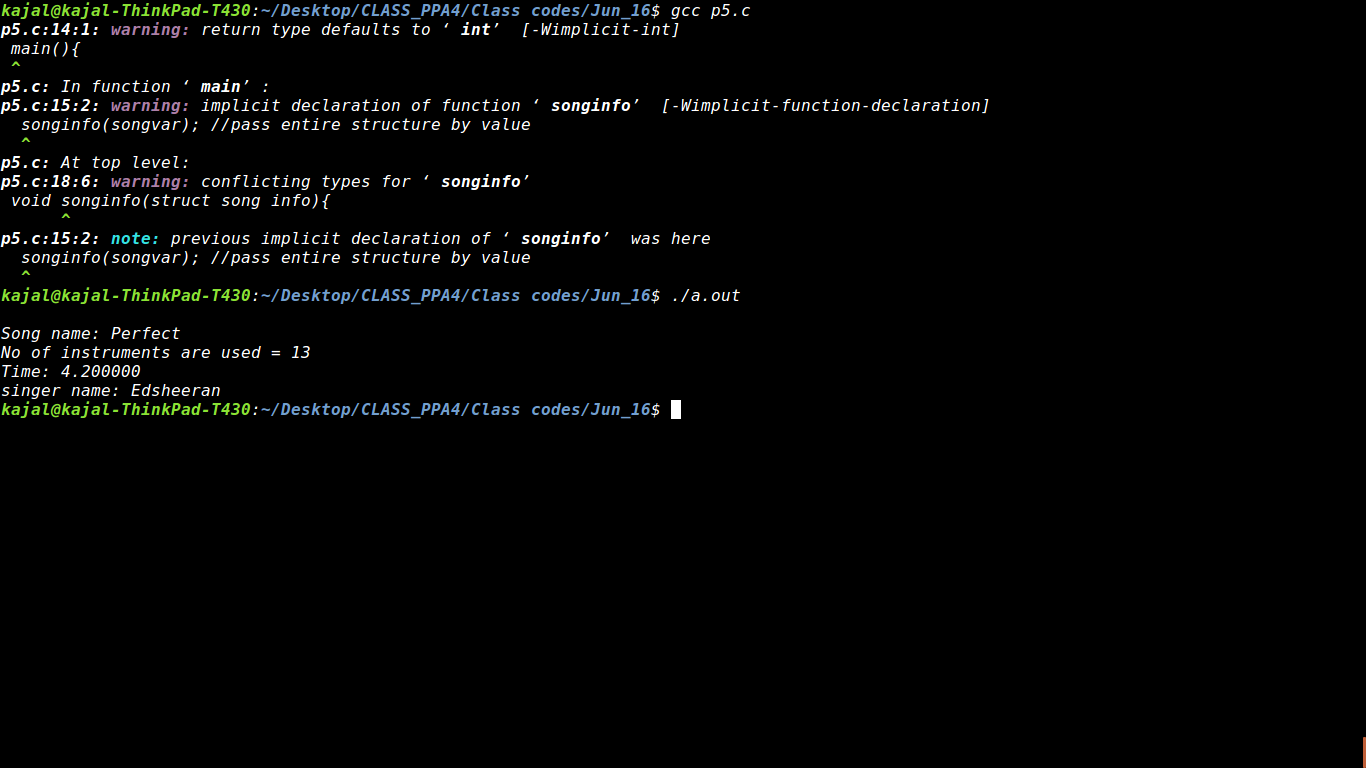 kajal@kajal-ThinkPad-T430:~/Desktop/CLASS_PPA4/Class codes/Jun_16$ gcc p5.c
p5.c:14:1: warning: return type defaults to ‘ int’  [-Wimplicit-int]
 main(){
 ^
p5.c: In function ‘ main’ :
p5.c:15:2: warning: implicit declaration of function ‘ songinfo’  [-Wimplicit-function-declaration]
  songinfo(songvar); //pass entire structure by value
  ^
p5.c: At top level:
p5.c:18:6: warning: conflicting types for ‘ songinfo’
 void songinfo(struct song info){
      ^
p5.c:15:2: note: previous implicit declaration of ‘ songinfo’  was here
  songinfo(songvar); //pass entire structure by value
  ^
kajal@kajal-ThinkPad-T430:~/Desktop/CLASS_PPA4/Class codes/Jun_16$ ./a.out

Song name: Perfect
No of instruments are used = 13
Time: 4.200000
singer name: Edsheeran
kajal@kajal-ThinkPad-T430:~/Desktop/CLASS_PPA4/Class codes/Jun_16$